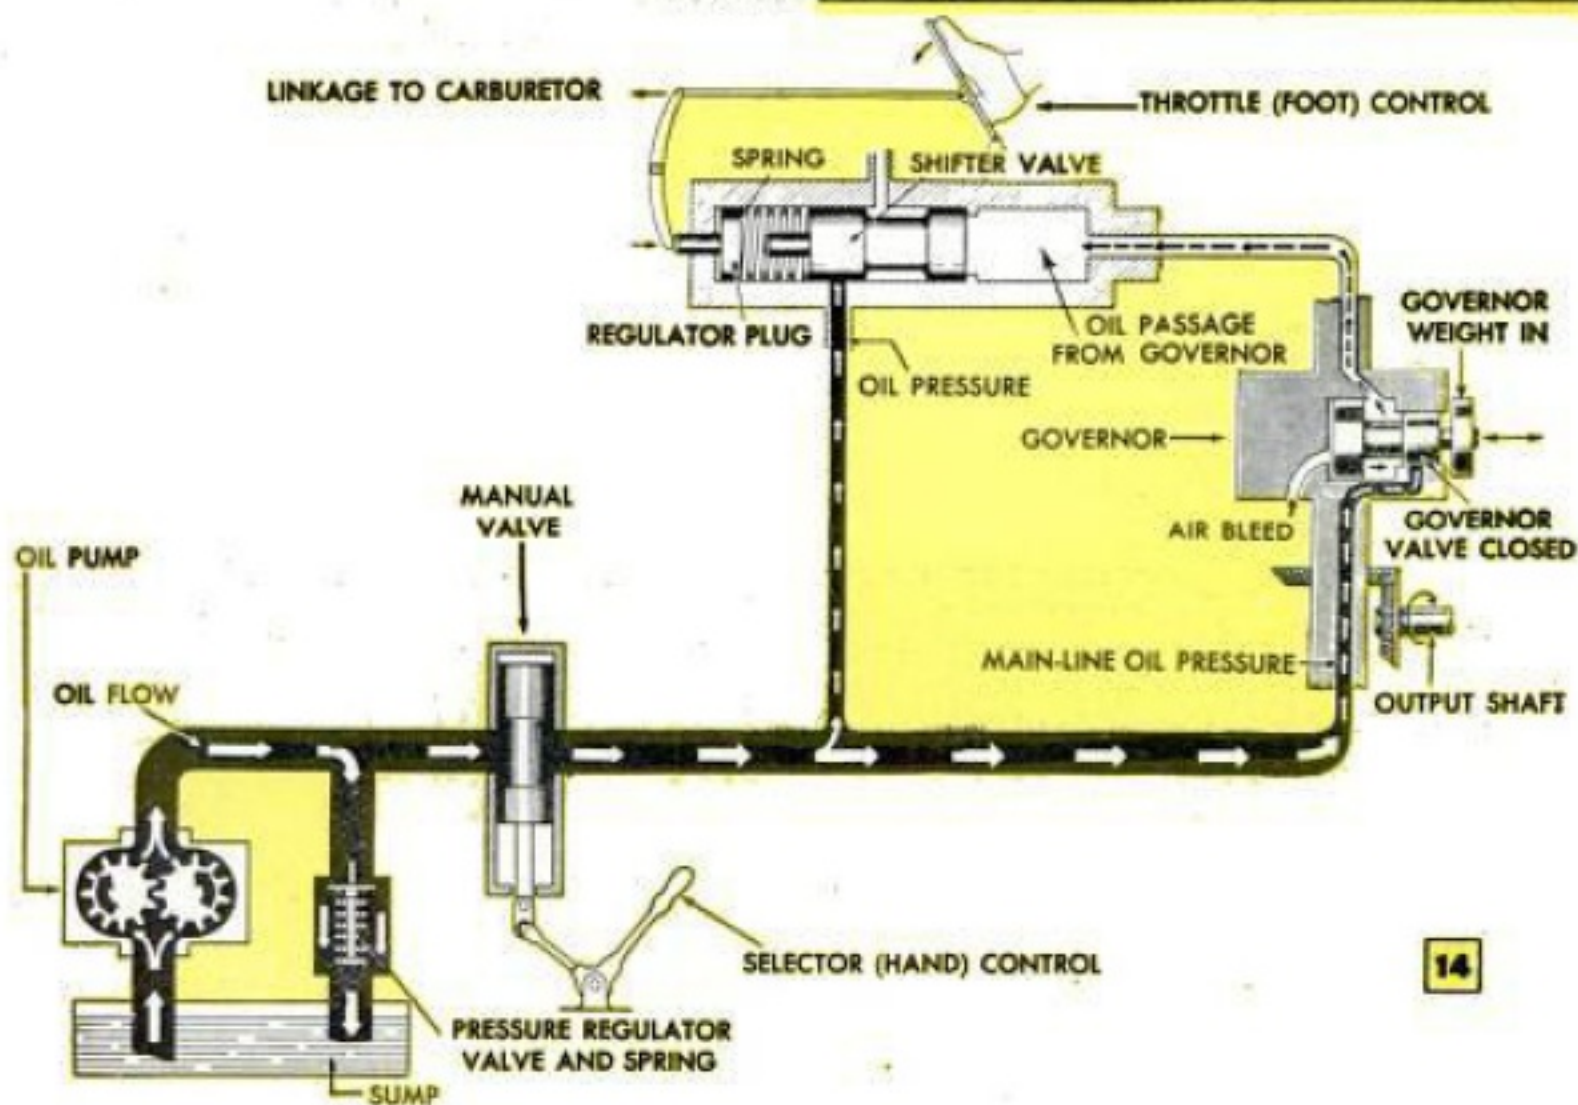 LINKAGE TO CARBURETOR
THROTTLE (FOOT) CONTROL
SPRING
SHIFTER VALVE
REGULATOR PLUG
OIL PASSAGE
FROM GOVERNOR
GOVERNOR
WEIGHT IN
OIL PRESSURE
GOVERNOR
MANUAL
VALVE
AIR BLEED
GOVERNOR
VALVE CLOSED
OIL PUMP
MAIN-LINE OIL PRESSURE
OIL FLOW
OUTPUT SHAFT
SELECTOR (HAND) CONTROL
14
PRESSURE REGULATOR
VALVE AND SPRING
SUMP